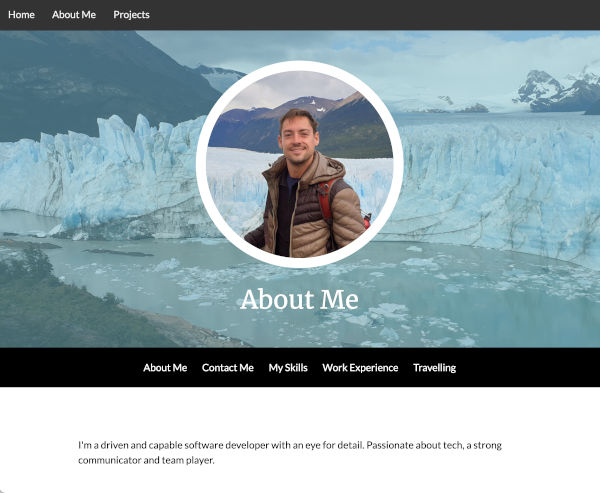 Home About Me Projects
About Me
About Me Contact Me My Skills Work Experience Travelling
I'm a driven and capable software developer with an eye for detail. Passionate about tech, a strong
communicator and team player.